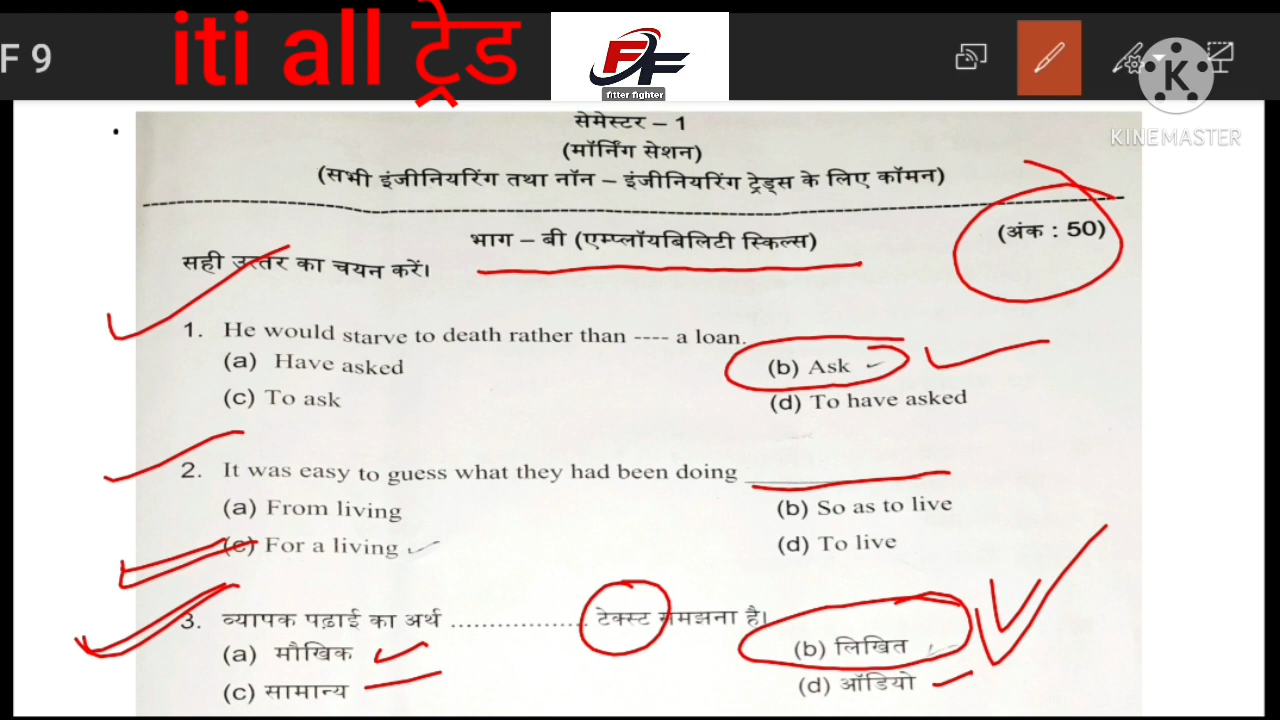 F 9
iti all ट्रेड
FF
fitter fighter
K
KINEMASTER
सेमेस्टर – 1
(मॉर्निंग सेशन)
(सभी इंजीनियरिंग तथा नॉन – इंजीनियरिंग ट्रेड्स के लिए कॉमन)
(अंक : 50)
भाग – बी (एम्प्लॉयबिलिटी स्किल्स)
सही उत्तर का चयन करें।
1. He would starve to death rather than ---- a loan.
(a) Have asked (b) Ask
(c) To ask (d) To have asked
2. It was easy to guess what they had been doing ____________
(a) From living (b) So as to live
(c) For a living (d) To live
3. व्यापक पढ़ाई का अर्थ .................. टेक्स्ट समझना है।
(a) मौखिक (b) लिखित
(c) सामान्य (d) ऑडियो